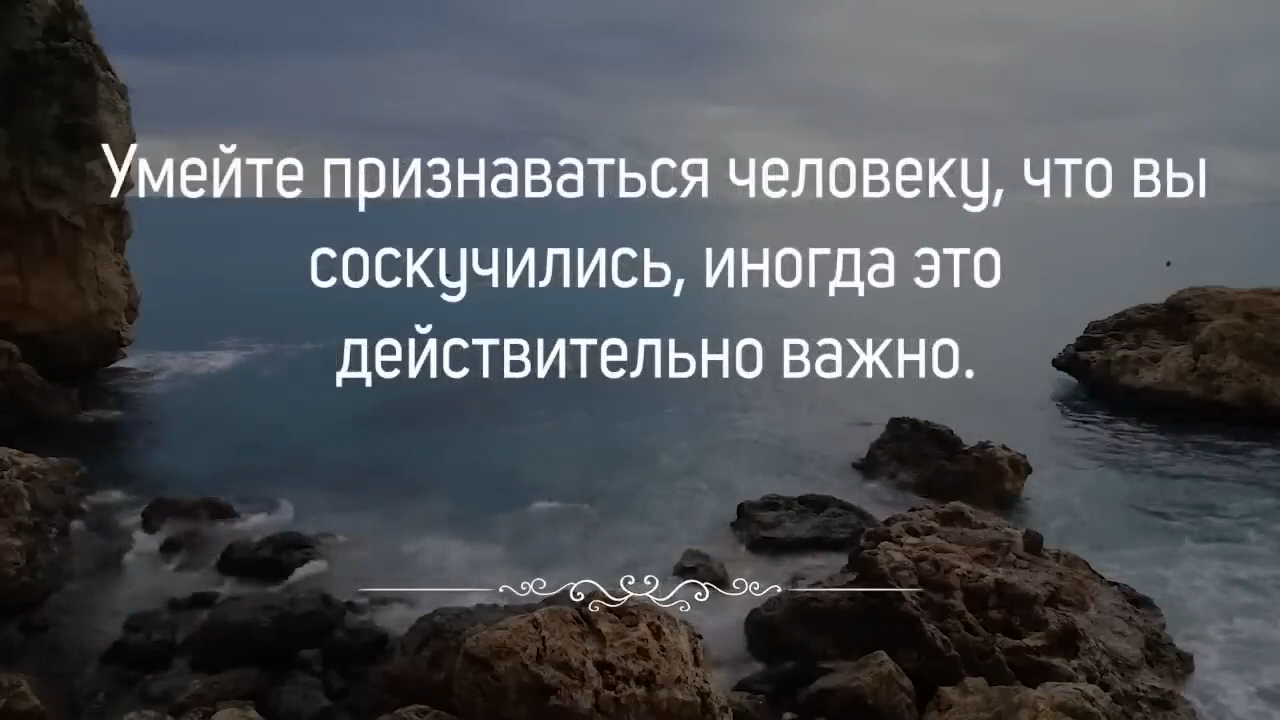 Умейте признаваться человеку, что вы
соскучились, иногда это
действительно важно.